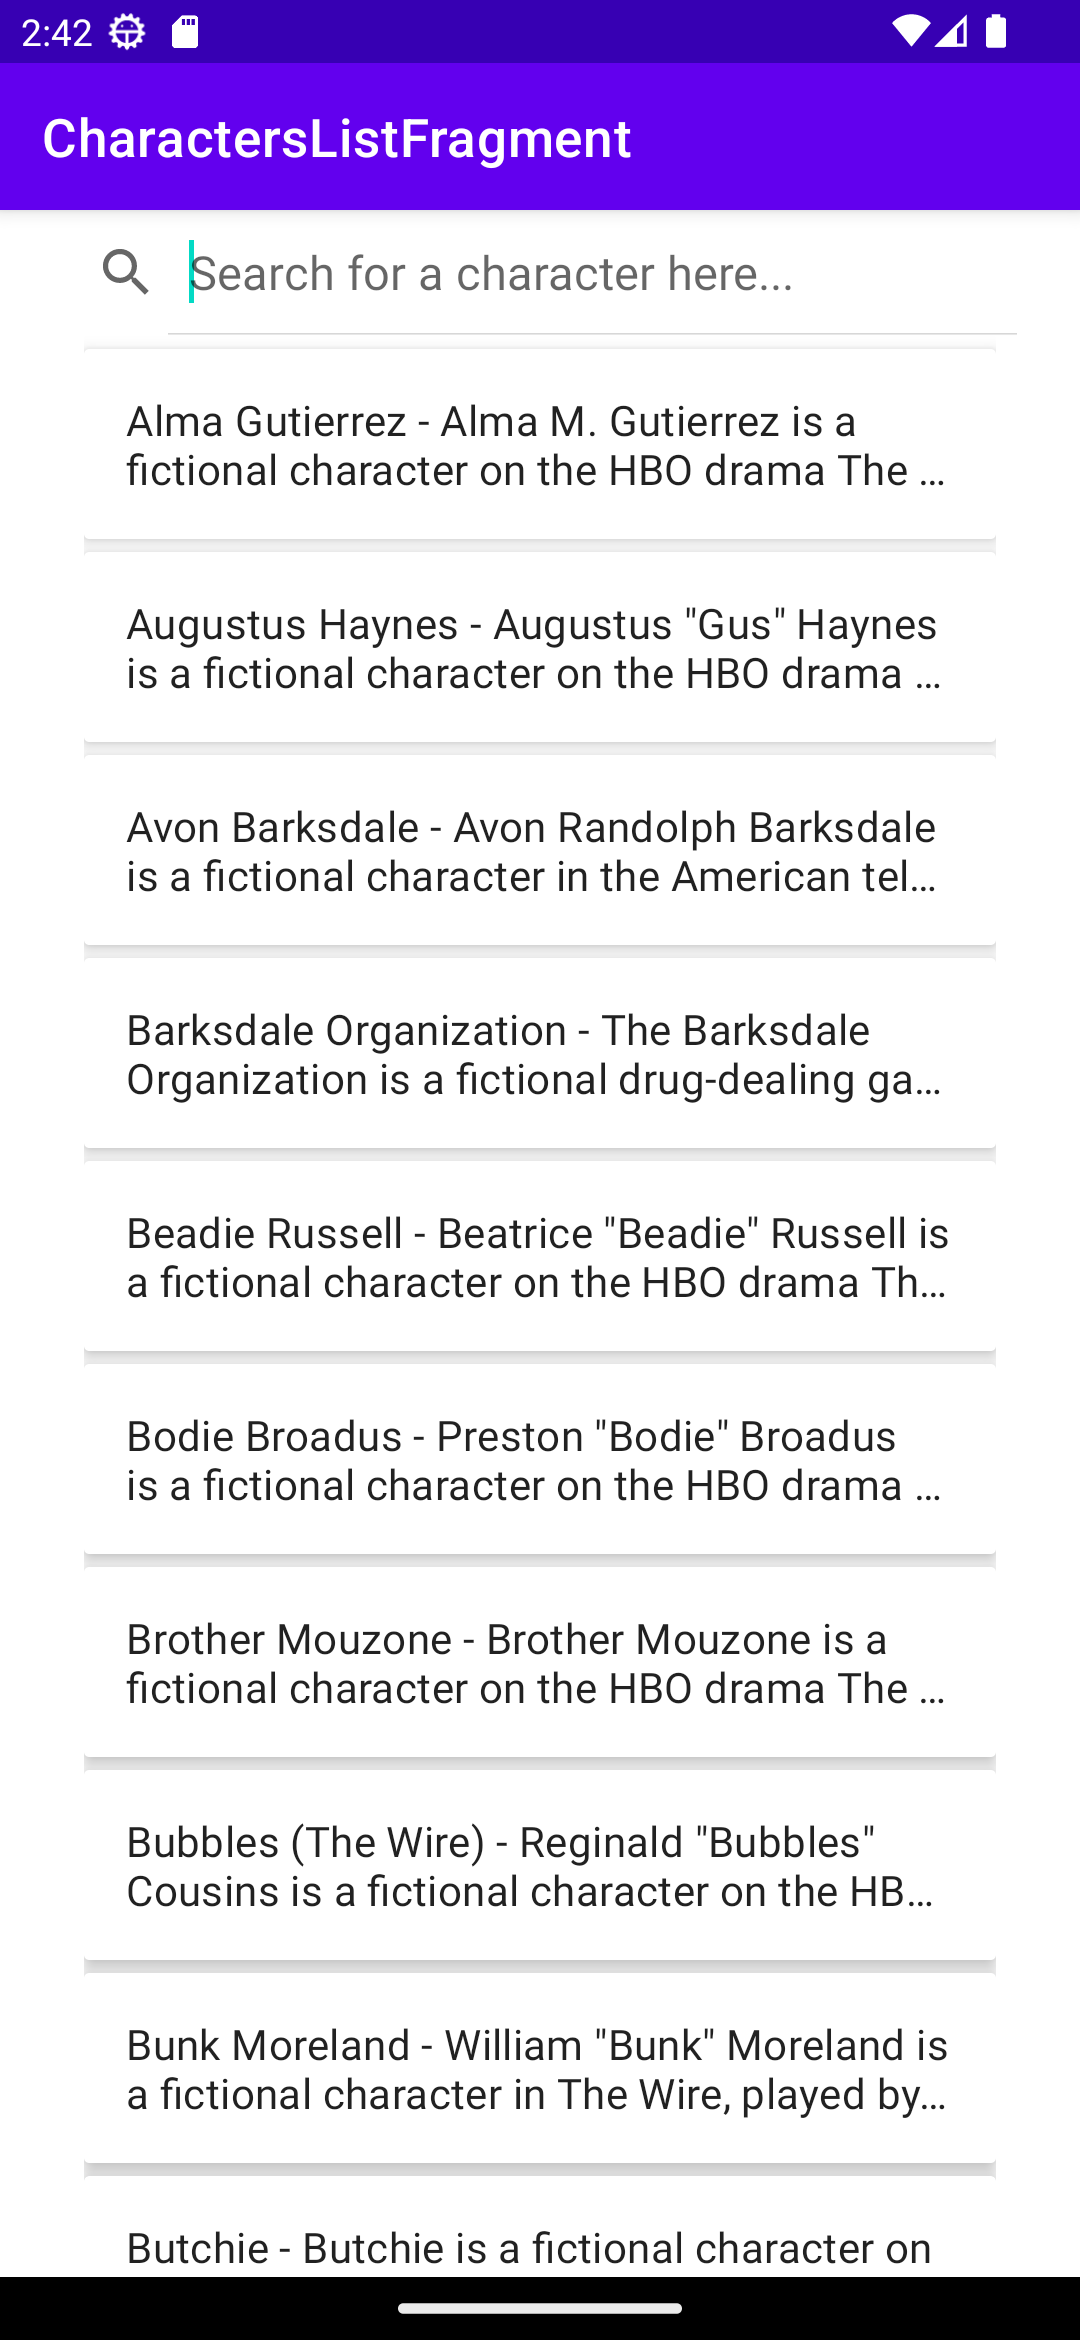 2:42
CharactersListFragment
Search for a character here...
Alma Gutierrez - Alma M. Gutierrez is a
fictional character on the HBO drama The ...
Augustus Haynes - Augustus "Gus" Haynes
is a fictional character on the HBO drama ...
Avon Barksdale - Avon Randolph Barksdale
is a fictional character in the American tel...
Barksdale Organization - The Barksdale
Organization is a fictional drug-dealing ga...
Beadie Russell - Beatrice "Beadie" Russell is
a fictional character on the HBO drama Th...
Bodie Broadus - Preston "Bodie" Broadus
is a fictional character on the HBO drama ...
Brother Mouzone - Brother Mouzone is a
fictional character on the HBO drama The ...
Bubbles (The Wire) - Reginald "Bubbles"
Cousins is a fictional character on the HB...
Bunk Moreland - William "Bunk" Moreland is
a fictional character in The Wire, played by...
Butchie - Butchie is a fictional character on